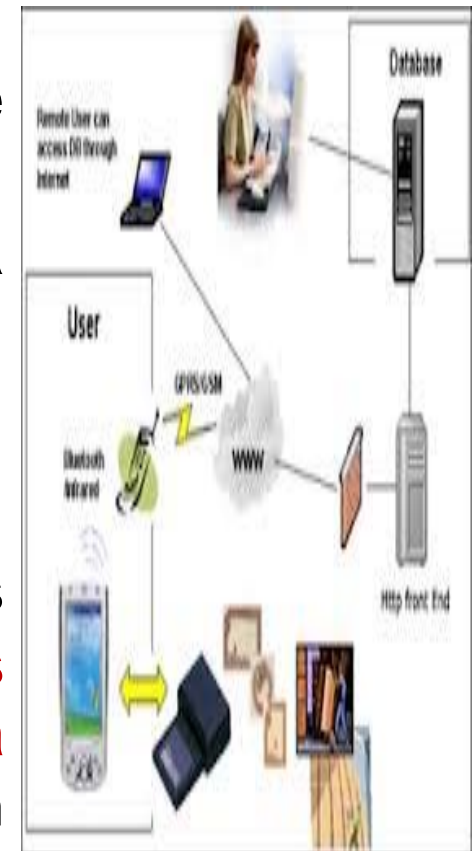 Database
Remote User can
access DB through
Internet
User
GPRS/GSM
Bluetooth
Infrared
WWW
Http front End